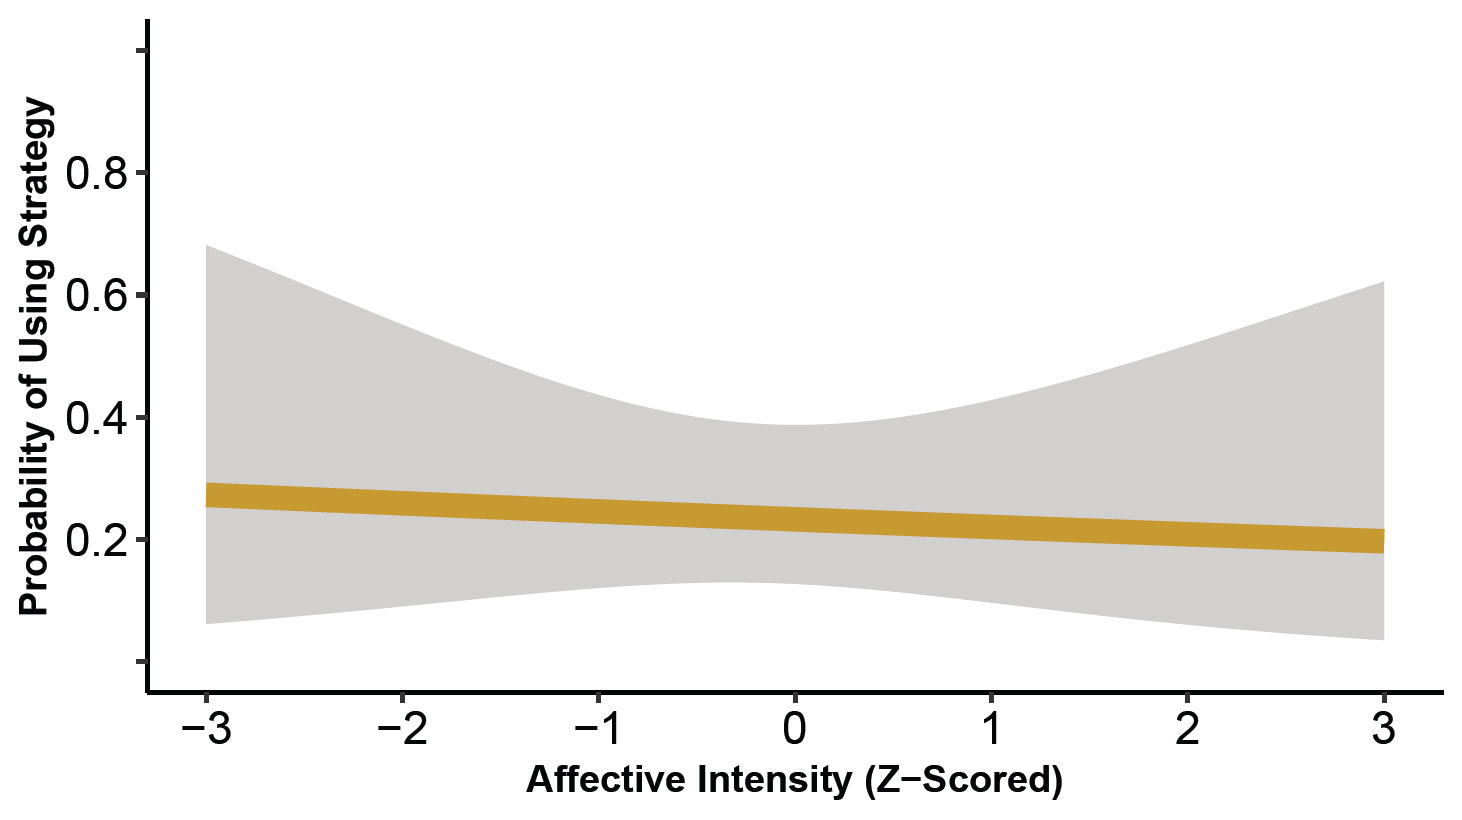 Probability of Using Strategy
0.8
0.6
0.4
0.2
−3 −2 −1 0 1 2 3
Affective Intensity (Z−Scored)